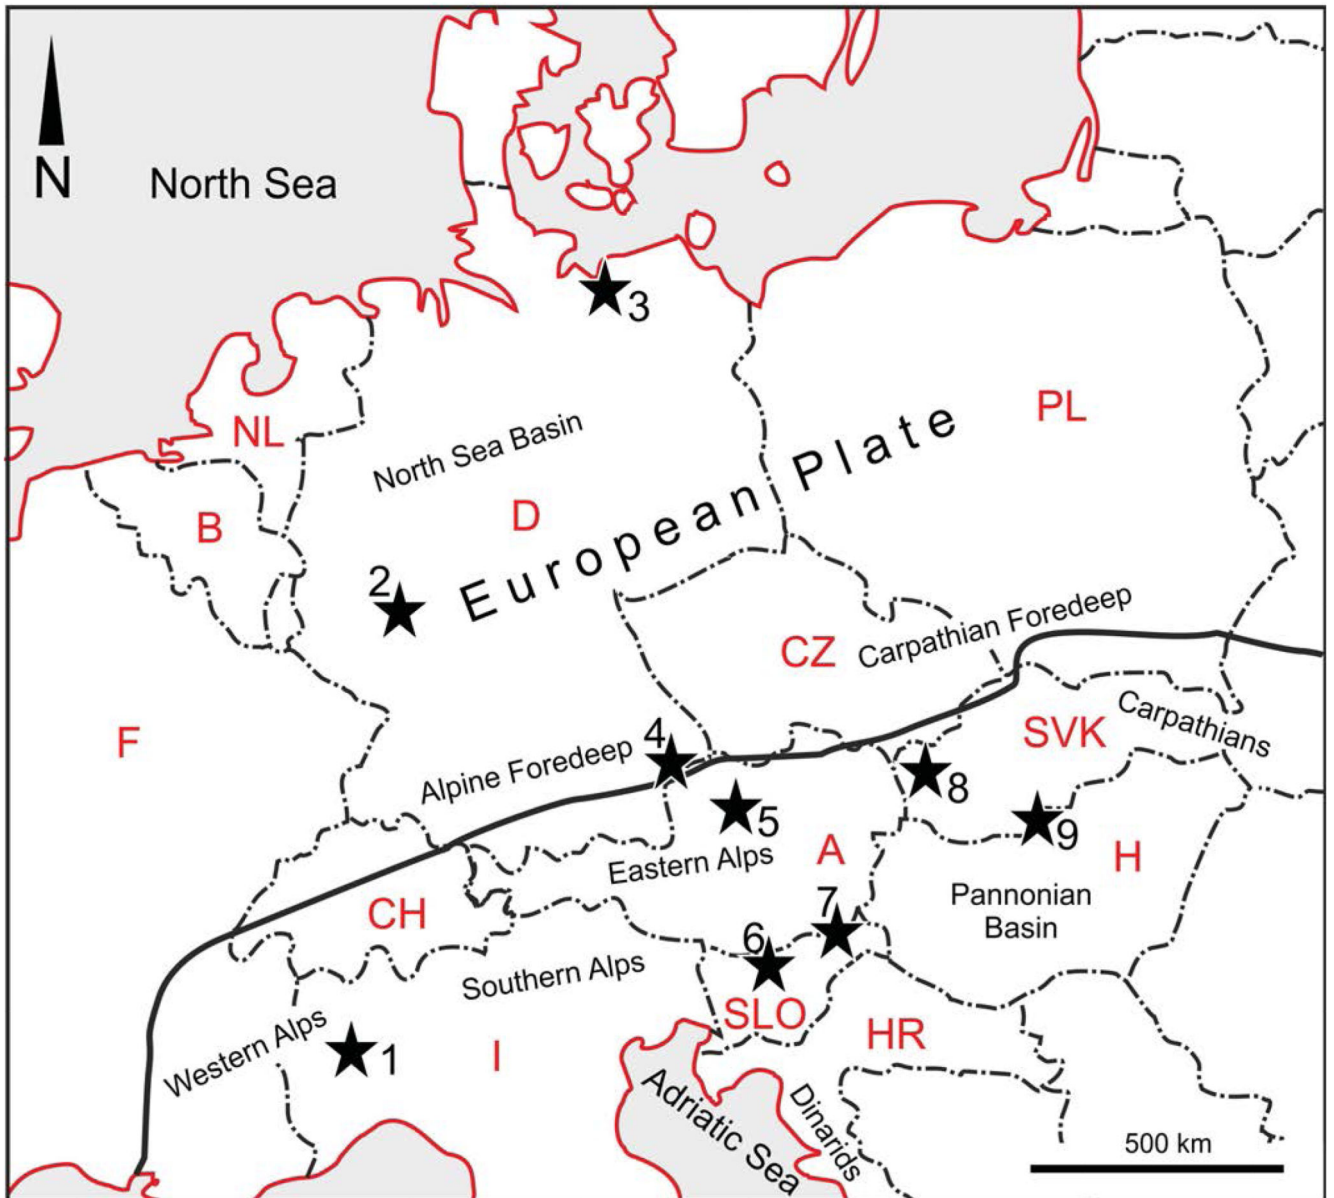 N
North Sea
3
NL
North Sea Basin
PL
B
D
European Plate
2
CZ
Carpathian Foredeep
F
4
Alpine Foredeep
SVK
Carpathians
8
5
9
A
H
Eastern Alps
CH
7
Pannonian
Basin
6
Southern Alps
SLO
HR
Western Alps
1
I
Adriatic Sea
Dinarids
500 km